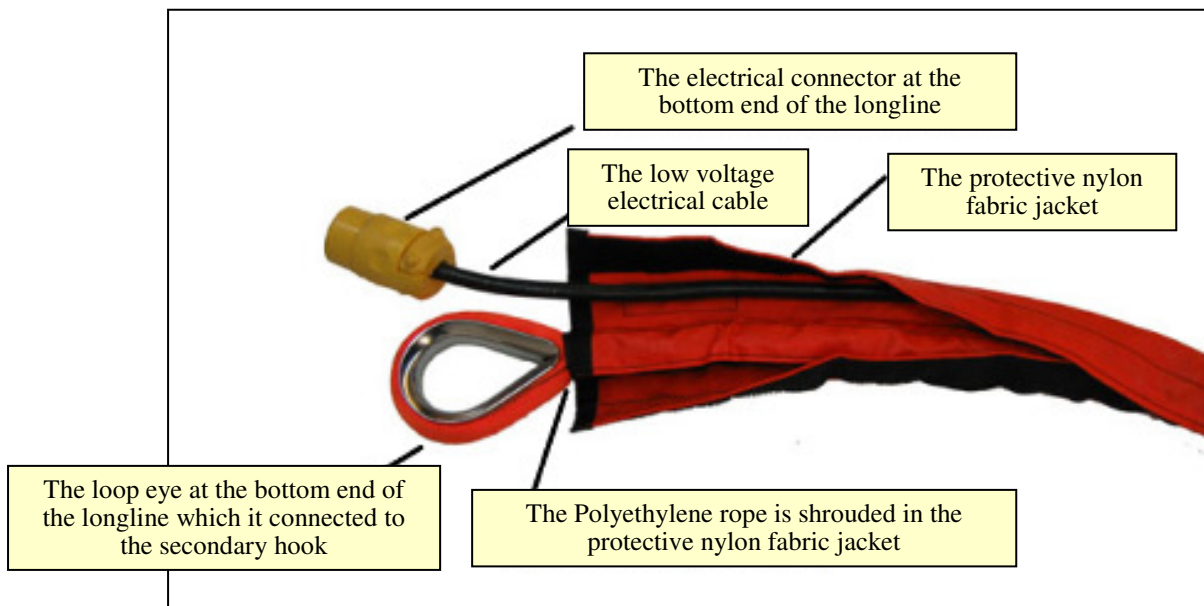 The electrical connector at the
bottom end of the longline
The low voltage
electrical cable
The protective nylon
fabric jacket
The loop eye at the bottom end of
the longline which it connected to
the secondary hook
The Polyethylene rope is shrouded in the
protective nylon fabric jacket